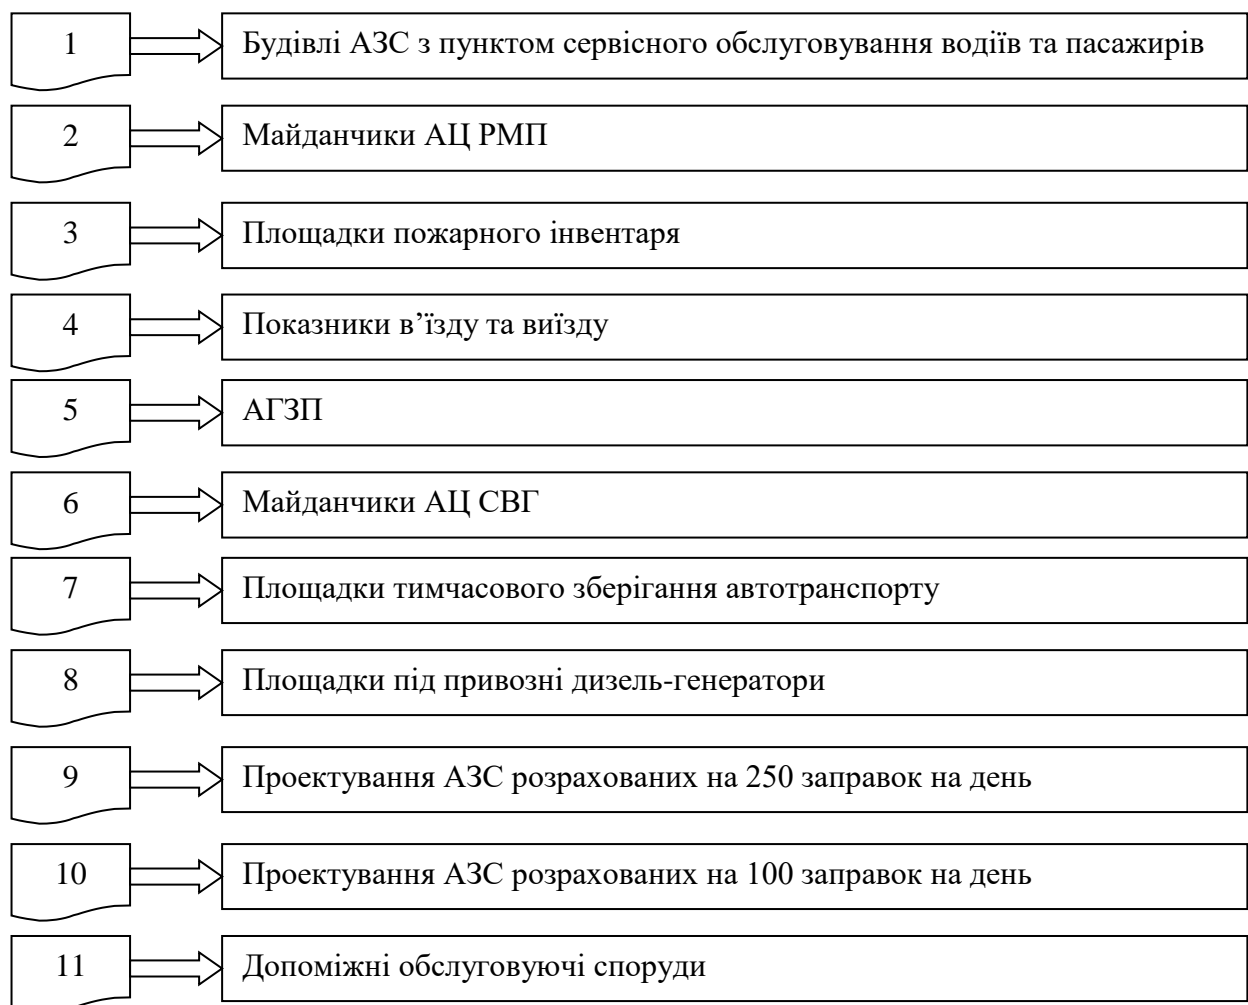 1 Будівлі АЗС з пунктом сервісного обслуговування водіїв та пасажирів
2 Майданчики АЦ РМП
3 Площадки пожарного інвентаря
4 Показники в’їзду та виїзду
5 АГЗП
6 Майданчики АЦ СВГ
7 Площадки тимчасового зберігання автотранспорту
8 Площадки під привозні дизель-генератори
9 Проектування АЗС розрахованих на 250 заправок на день
10 Проектування АЗС розрахованих на 100 заправок на день
11 Допоміжні обслуговуючі споруди